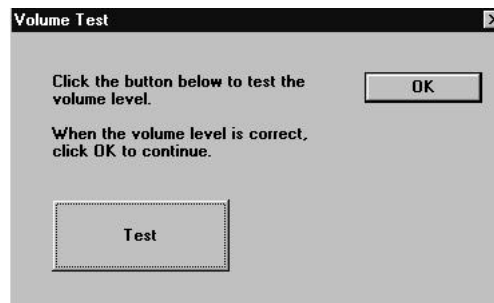 Volume Test
Click the button below to test the
volume level.
OK
When the volume level is correct,
click OK to continue.
Test